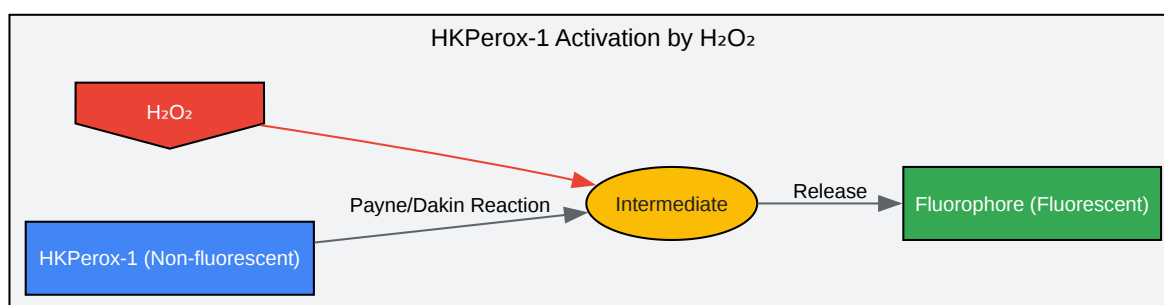 HKPerox-1 Activation by H₂O₂
H₂O₂
Payne/Dakin Reaction
Intermediate
Release
Fluorophore (Fluorescent)
HKPerox-1 (Non-fluorescent)